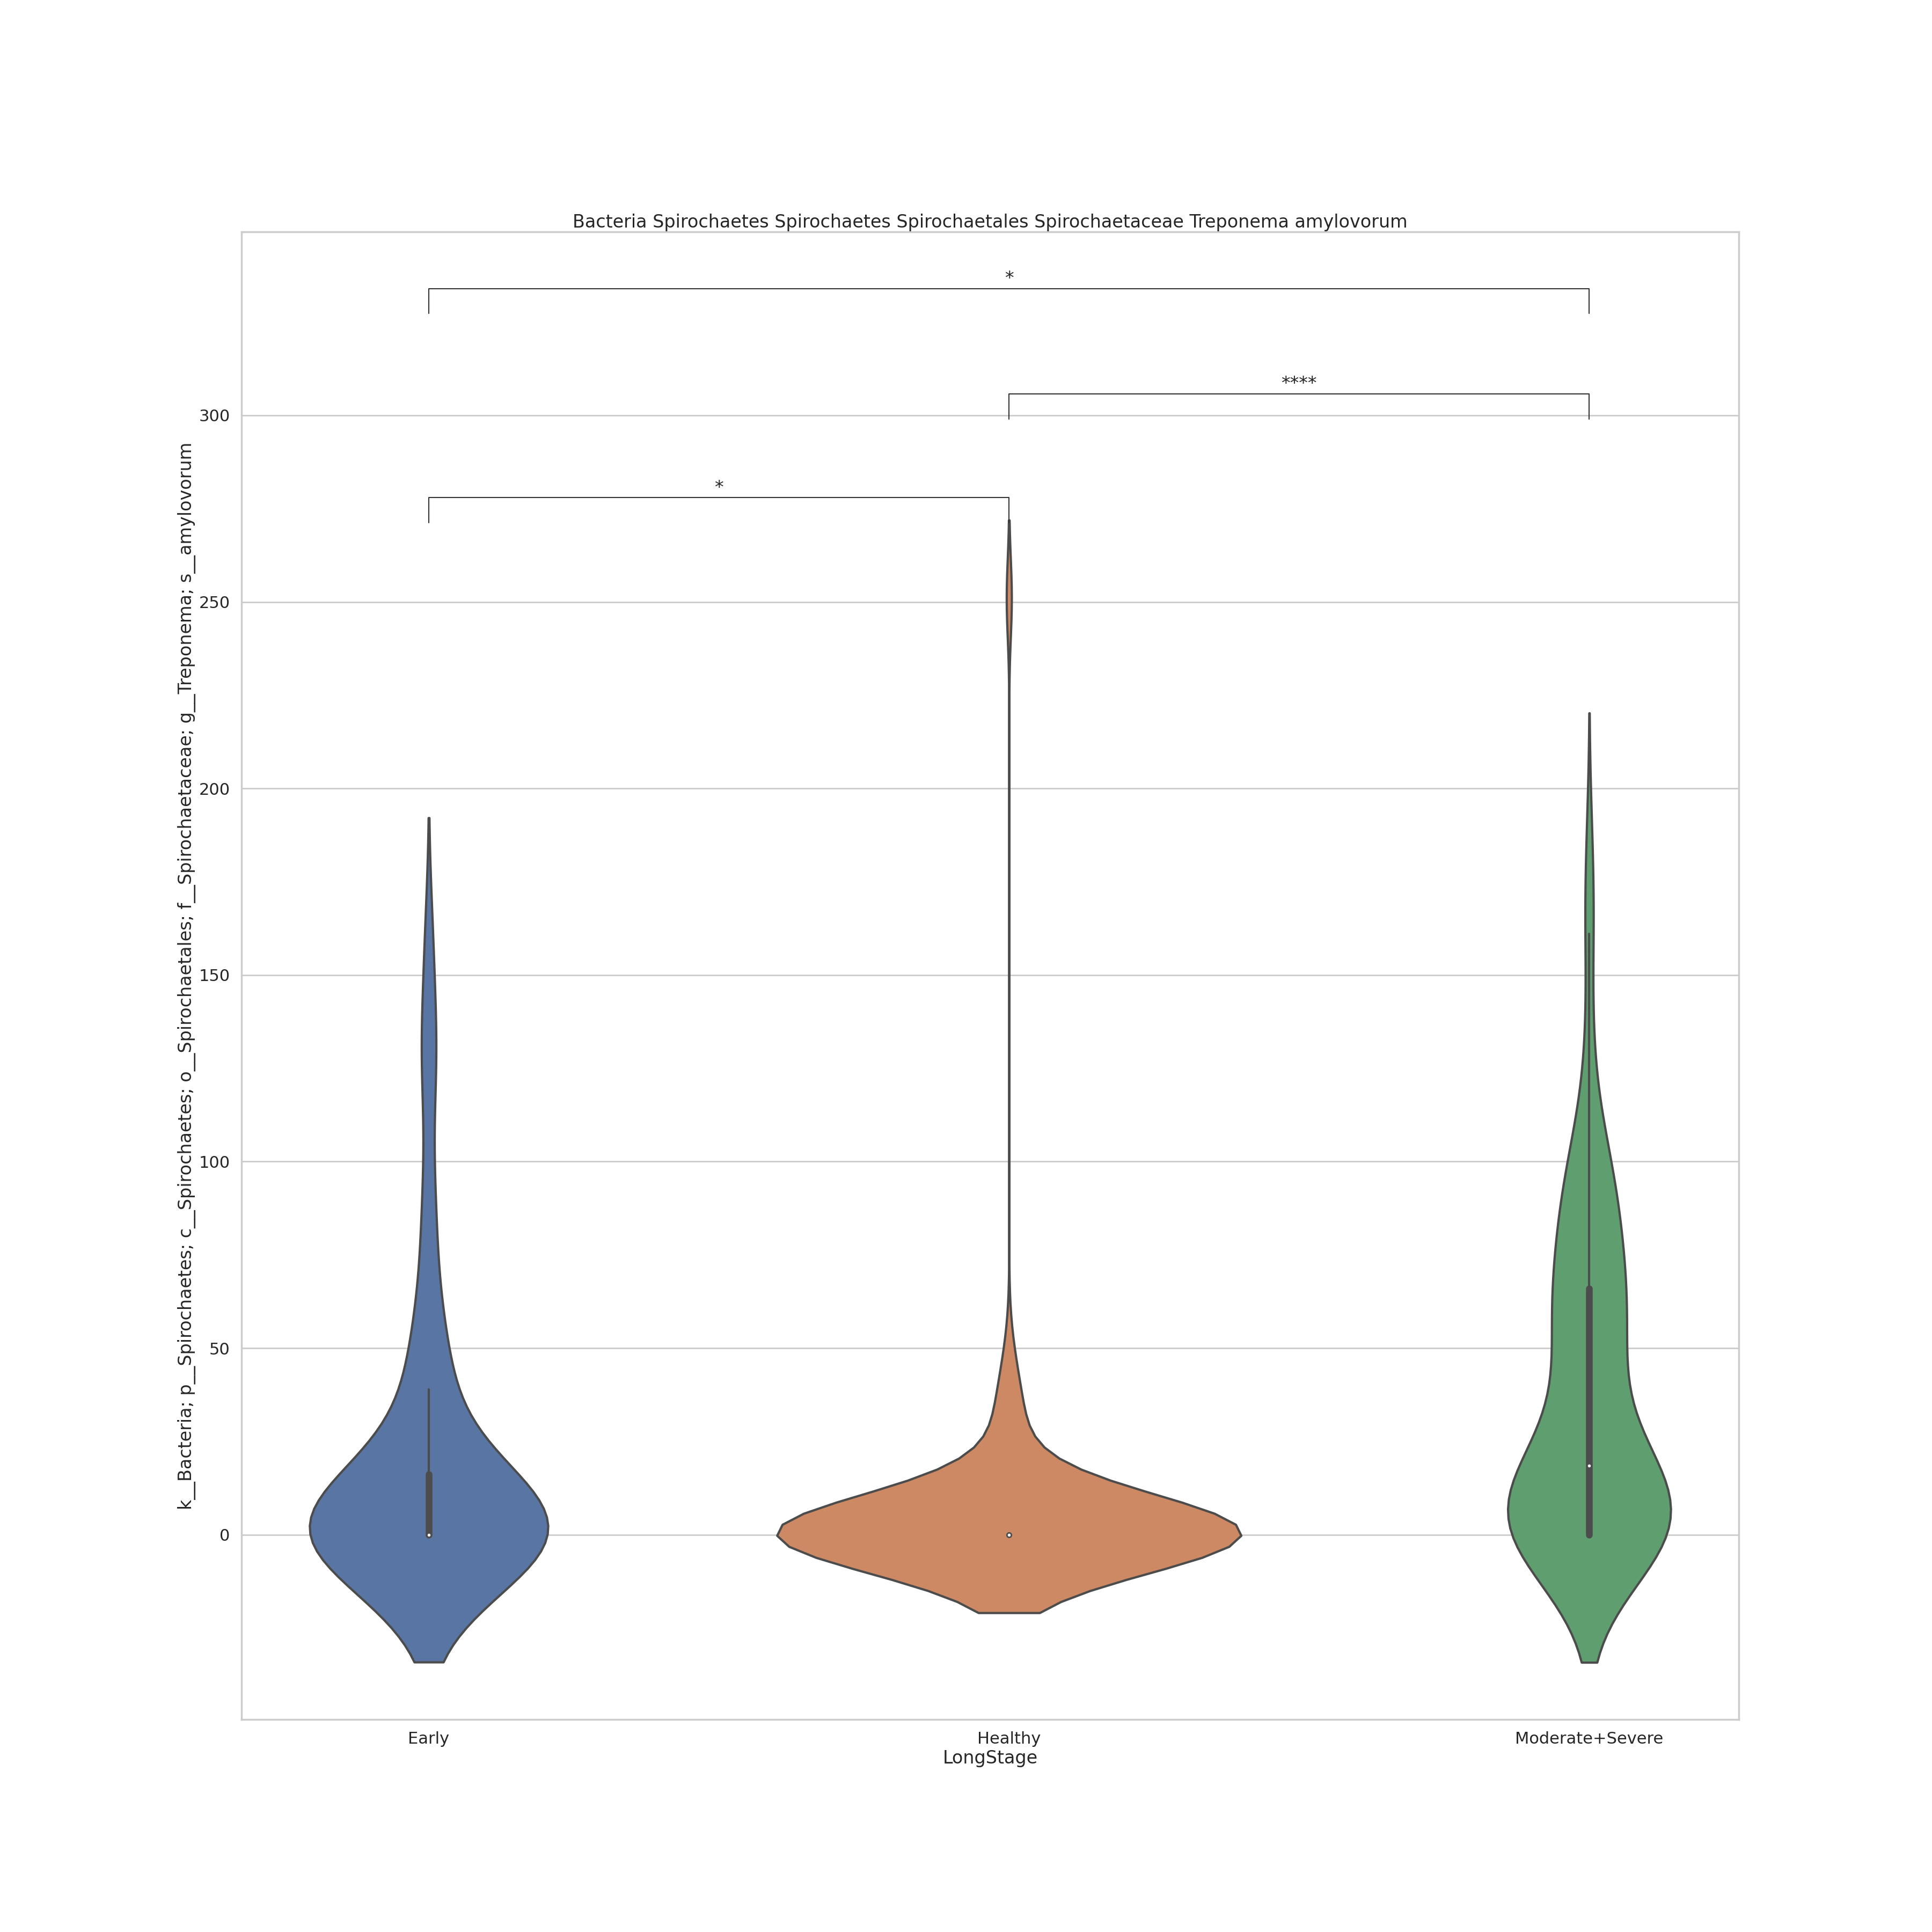 Bacteria Spirochaetes Spirochaetes Spirochaetales Spirochaetaceae Treponema amylovorum
*
****
*
k__Bacteria; p__Spirochaetes; c__Spirochaetes; o__Spirochaetales; f__Spirochaetaceae; g__Treponema; s__amylovorum
300
250
200
150
100
50
0
Early Healthy Moderate+Severe
LongStage